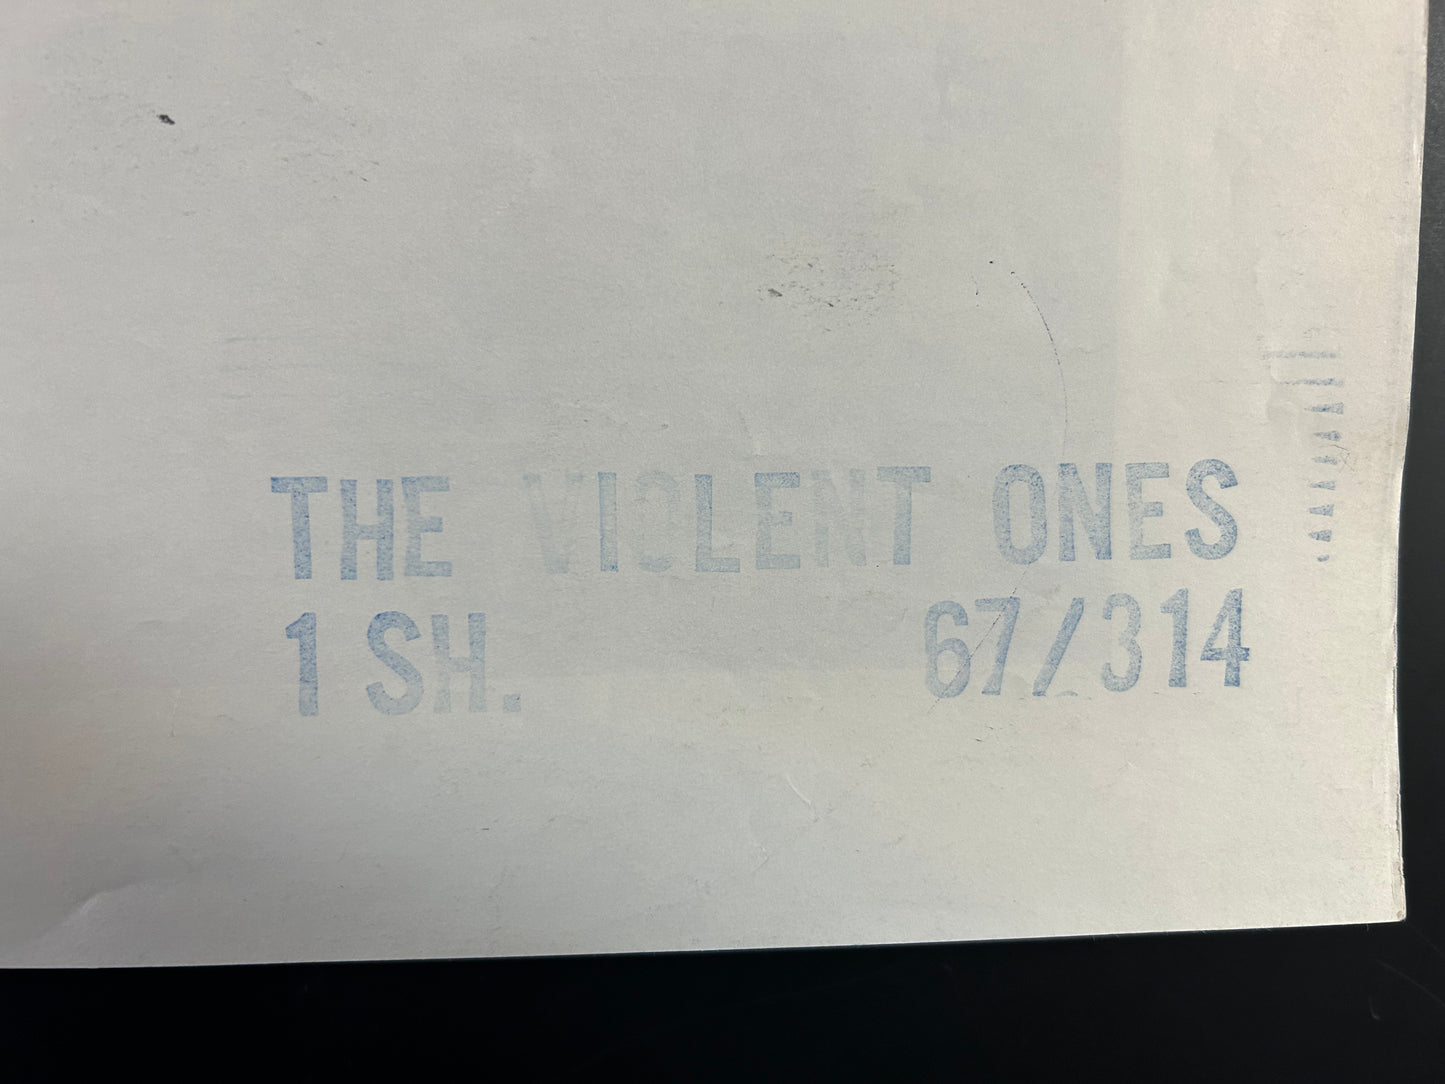 THE VIOLENT ONES
1 SH. 67/314